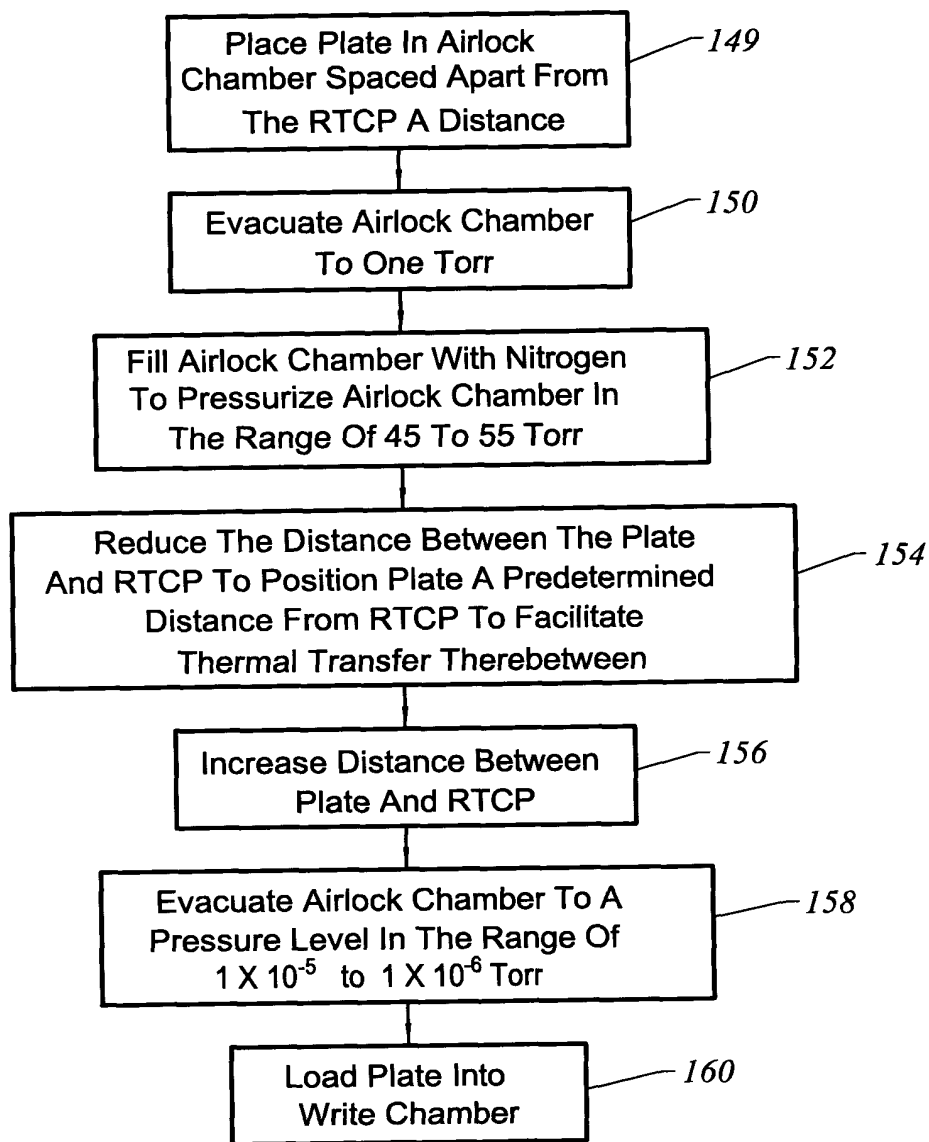 Place Plate In Airlock
Chamber Spaced Apart From
The RTCP A Distance
149
Evacuate Airlock Chamber
To One Torr
150
Fill Airlock Chamber With Nitrogen
To Pressurize Airlock Chamber In
The Range Of 45 To 55 Torr
152
Reduce The Distance Between The Plate
And RTCP To Position Plate A Predetermined
Distance From RTCP To Facilitate
Thermal Transfer Therebetween
154
Increase Distance Between
Plate And RTCP
156
Evacuate Airlock Chamber To A
Pressure Level In The Range Of
1 X 10⁻⁵ to 1 X 10⁻⁶ Torr
158
Load Plate Into
Write Chamber
160